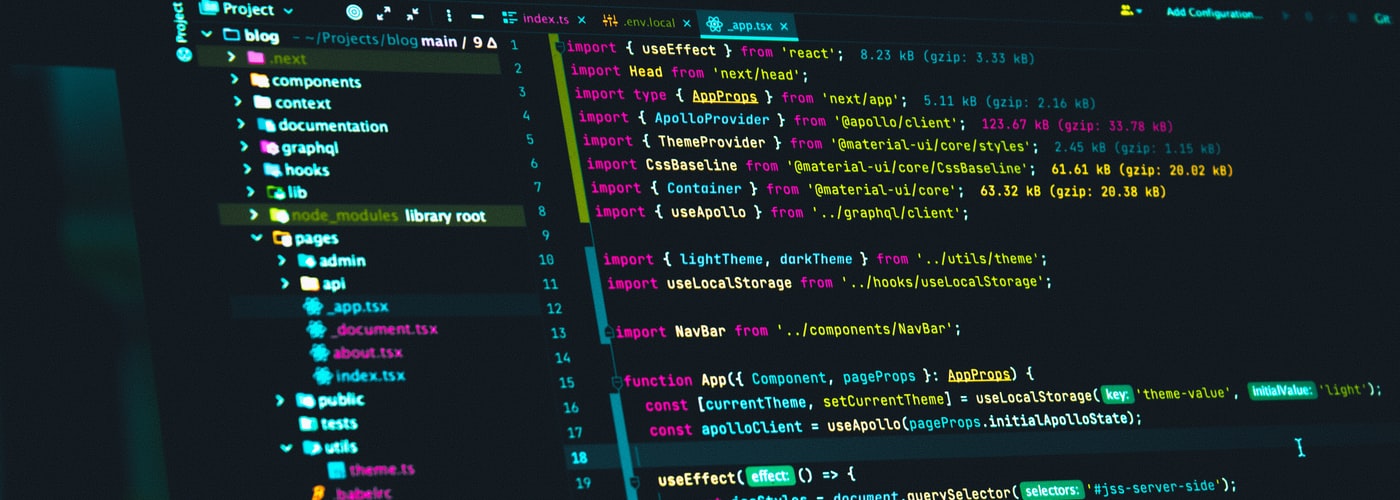 Project
index.ts ×
.env.local ×
_app.tsx ×
Add Configuration...
Git
Project
blog ~/Projects/blog main / 9 Δ
.next
components
context
documentation
graphql
hooks
lib
node_modules library root
pages
admin
api
_app.tsx
_document.tsx
about.tsx
index.tsx
public
tests
utils
theme.ts
.babelrc
1 import { useEffect } from 'react'; 8.23 kB (gzip: 3.33 kB)
2 import Head from 'next/head';
3 import type { AppProps } from 'next/app'; 5.11 kB (gzip: 2.16 kB)
4 import { ApolloProvider } from '@apollo/client'; 123.67 kB (gzip: 33.78 kB)
5 import { ThemeProvider } from '@material-ui/core/styles'; 2.45 kB (gzip: 1.15 kB)
6 import CssBaseline from '@material-ui/core/CssBaseline'; 61.61 kB (gzip: 20.02 kB)
7 import { Container } from '@material-ui/core'; 63.32 kB (gzip: 20.38 kB)
8 import { useApollo } from '../graphql/client';
9
10 import { lightTheme, darkTheme } from '../utils/theme';
11 import useLocalStorage from '../hooks/useLocalStorage';
12
13 import NavBar from '../components/NavBar';
14
15 function App({ Component, pageProps }: AppProps) {
16 const [currentTheme, setCurrentTheme] = useLocalStorage( key: 'theme-value', initialValue: 'light');
17 const apolloClient = useApollo(pageProps.initialApolloState);
18
19 useEffect( effect: () => {
const jssStyles = document.querySelector( selectors: '#jss-server-side');